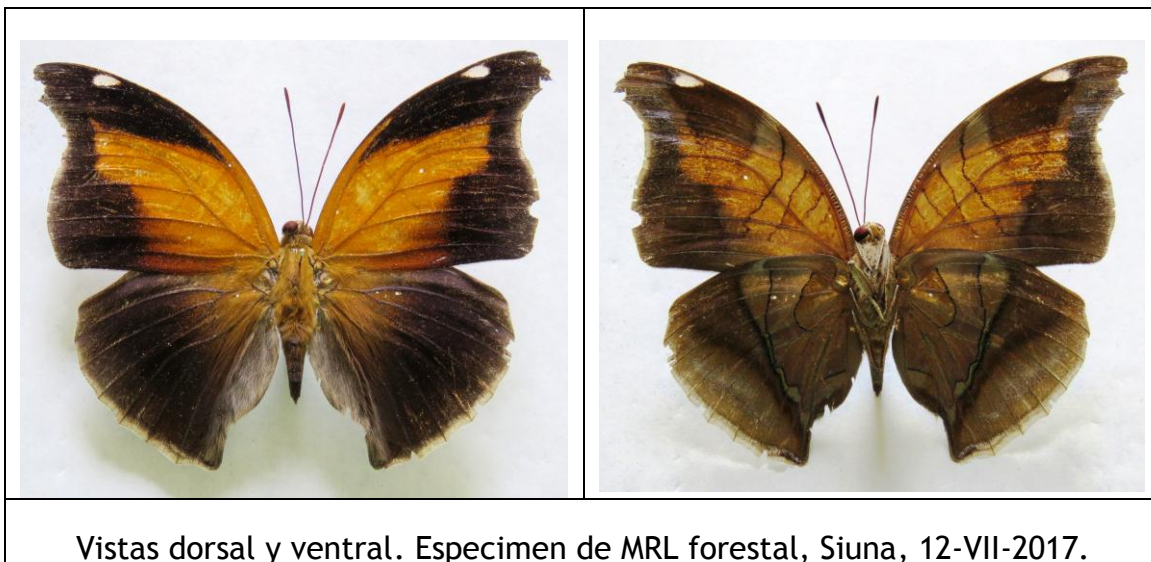 Vistas dorsal y ventral. Especimen de MRL forestal, Siuna, 12-VII-2017.